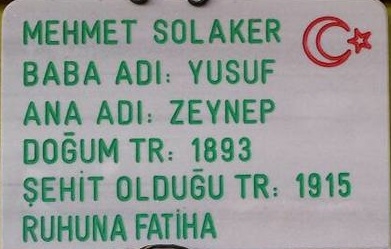 MEHMET SOLAKER
BABA ADI: YUSUF
ANA ADI: ZEYNEP
DOĞUM TR: 1893
ŞEHİT OLDUĞU TR: 1915
RUHUNA FATİHA